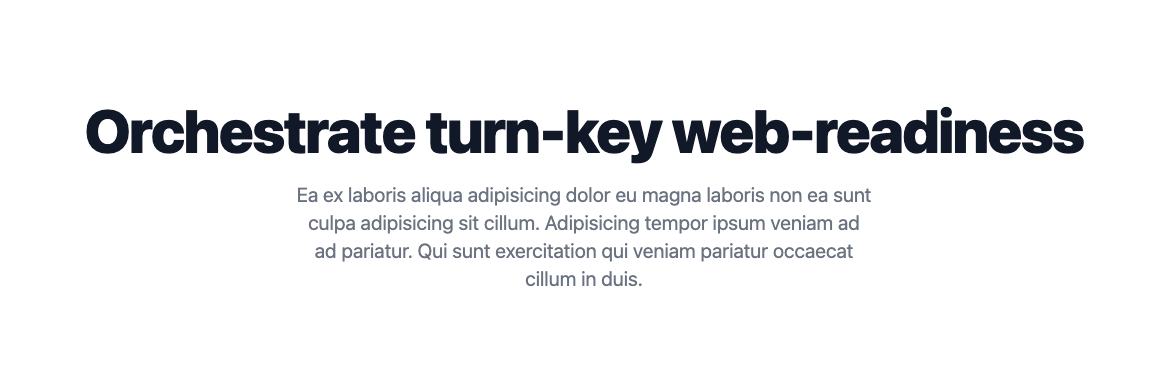 Orchestrate turn-key web-readiness
Ea ex laboris aliqua adipisicing dolor eu magna laboris non ea sunt
culpa adipisicing sit cillum. Adipisicing tempor ipsum veniam ad
ad pariatur. Qui sunt exercitation qui veniam pariatur occaecat
cillum in duis.